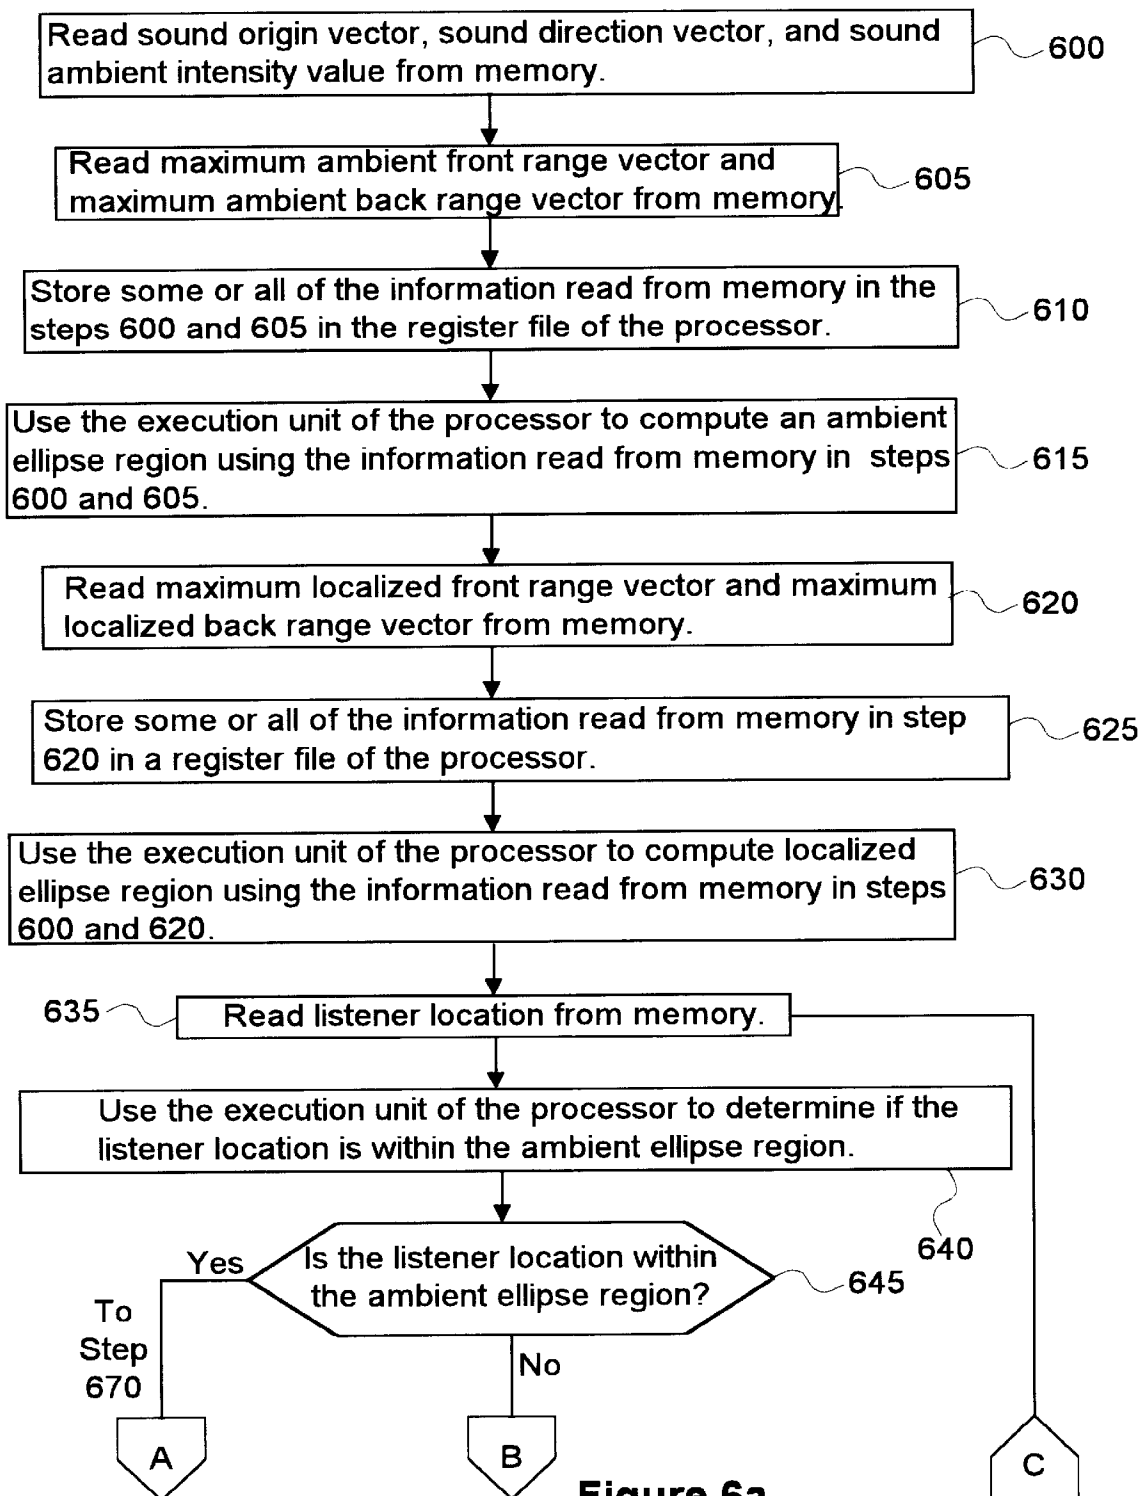 Read sound origin vector, sound direction vector, and sound
ambient intensity value from memory.
600
Read maximum ambient front range vector and
maximum ambient back range vector from memory.
605
Store some or all of the information read from memory in the
steps 600 and 605 in the register file of the processor.
610
Use the execution unit of the processor to compute an ambient
ellipse region using the information read from memory in steps
600 and 605.
615
Read maximum localized front range vector and maximum
localized back range vector from memory.
620
Store some or all of the information read from memory in step
620 in a register file of the processor.
625
Use the execution unit of the processor to compute localized
ellipse region using the information read from memory in steps
600 and 620.
630
635
Read listener location from memory.
Use the execution unit of the processor to determine if the
listener location is within the ambient ellipse region.
640
Is the listener location within
the ambient ellipse region?
645
Yes
To
Step
670
No
A
B
C
Figure 6a